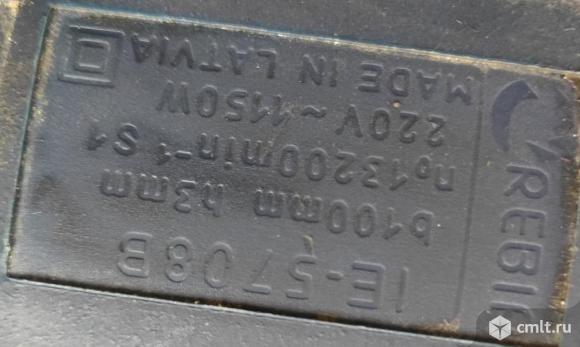 REBI
IE-5708B
b100mm h3mm
n₀13200min⁻¹ S1
220V ~ 1150W
MADE IN LATVIA
cmlt.ru